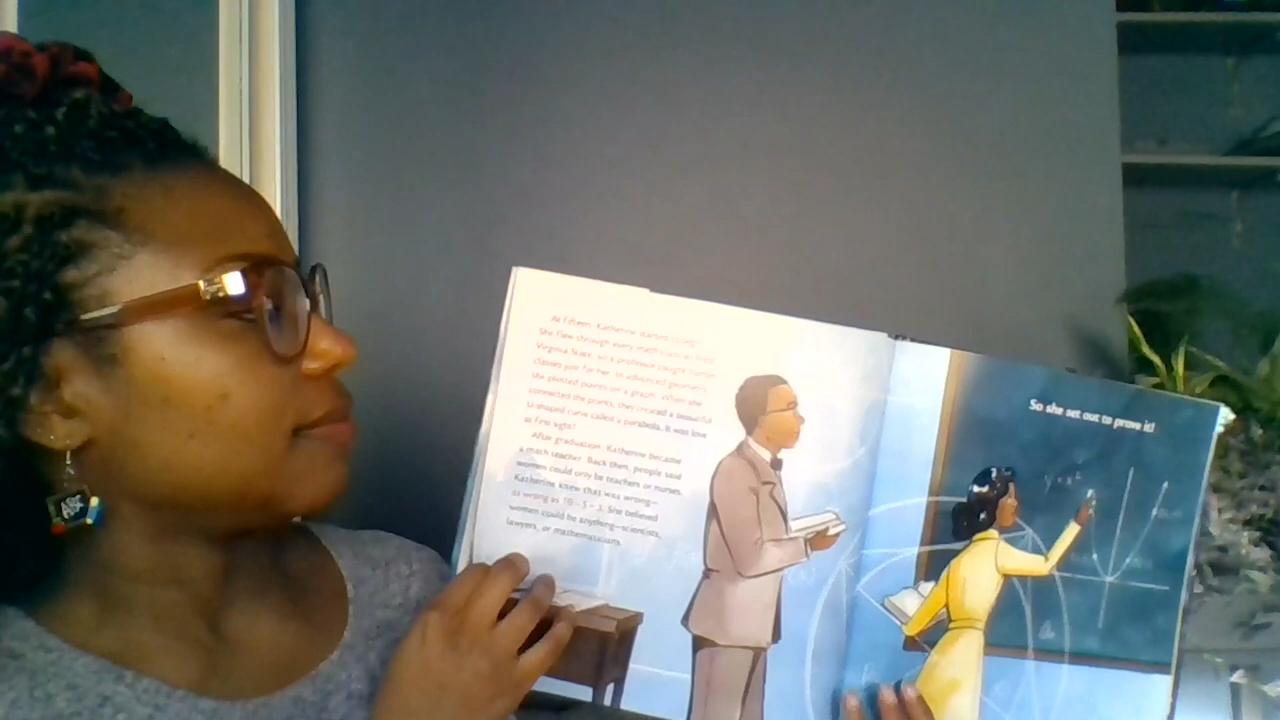 At fifteen, Katherine started college.
She flew through every math class at West
Virginia State, so a professor taught harder
classes just for her. In advanced geometry,
she plotted points on a graph. When she
connected the points, they created a beautiful
U-shaped curve called a parabola. It was love
at first sight!
After graduation, Katherine became
a math teacher. Back then, people said
women could only be teachers or nurses.
Katherine knew that was wrong—
as wrong as 10 – 5 = 3. She believed
women could be anything—scientists,
lawyers, or mathematicians.
So she set out to prove it!